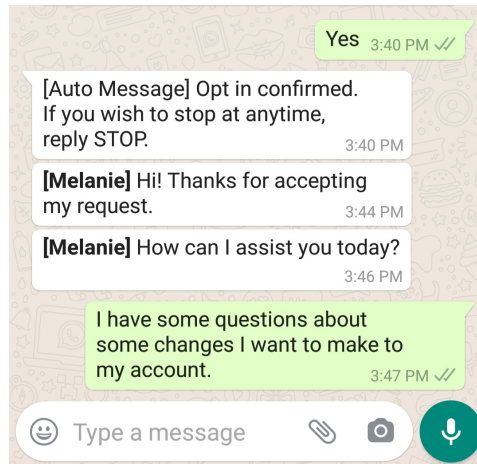 Yes 3:40 PM
[Auto Message] Opt in confirmed.
If you wish to stop at anytime,
reply STOP. 3:40 PM
[Melanie] Hi! Thanks for accepting
my request. 3:44 PM
[Melanie] How can I assist you today?
3:46 PM
I have some questions about
some changes I want to make to
my account. 3:47 PM
Type a message